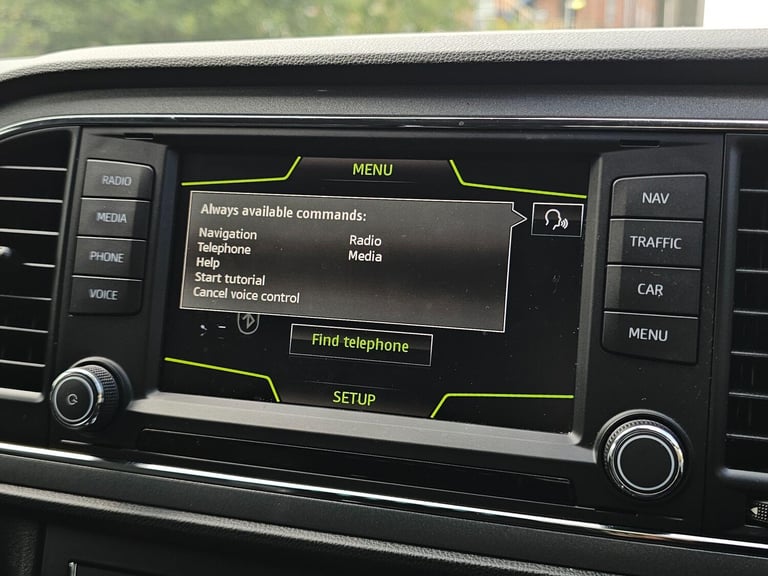 RADIO
MEDIA
PHONE
VOICE
MENU
Always available commands:
Navigation
Telephone
Help
Start tutorial
Cancel voice control
Radio
Media
Find telephone
SETUP
NAV
TRAFFIC
CAR
MENU